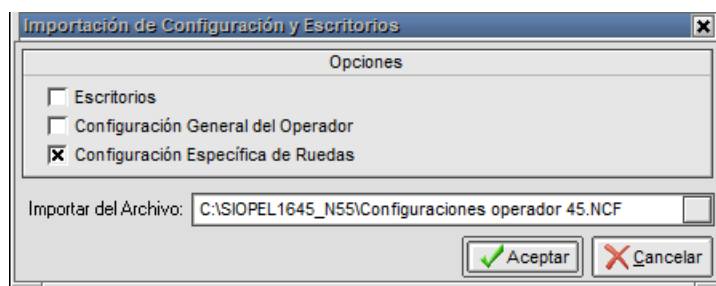 Importación de Configuración y Escritorios
Opciones
Escritorios
Configuración General del Operador
Configuración Específica de Ruedas
Importar del Archivo: C:\SIOPEL1645_N55\Configuraciones operador 45.NCF
Aceptar Cancelar